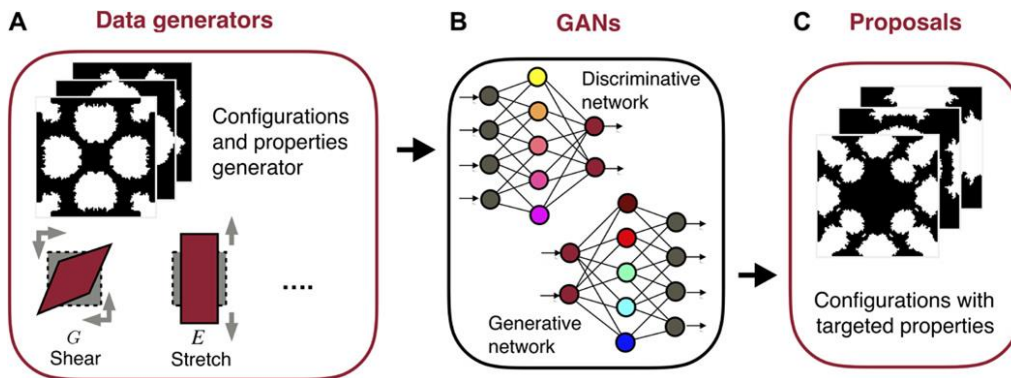 A
Data generators
Configurations
and properties
generator
G
Shear
E
Stretch
....
B
GANs
Discriminative
network
Generative
network
C
Proposals
Configurations with
targeted properties